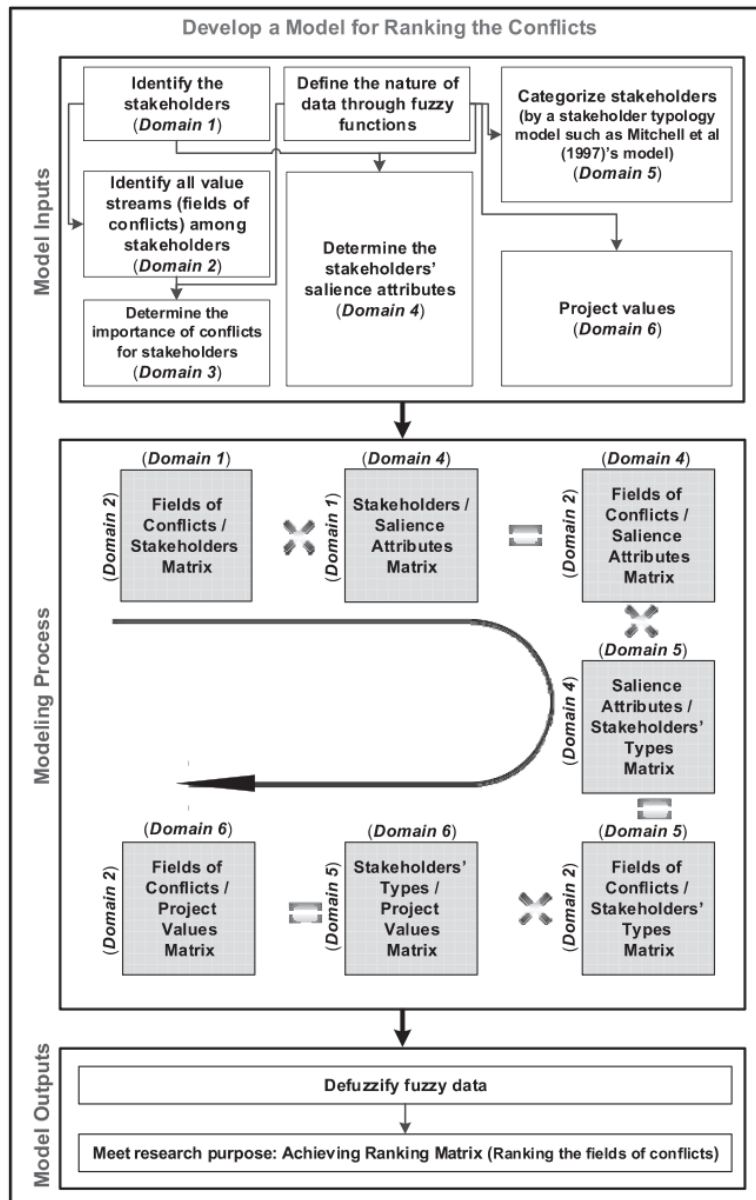 Develop a Model for Ranking the Conflicts
Model Inputs
Identify the
stakeholders
(Domain 1)
Define the nature of
data through fuzzy
functions
Categorize stakeholders
(by a stakeholder typology
model such as Mitchell et al
(1997)'s model)
(Domain 5)
Identify all value
streams (fields of
conflicts) among
stakeholders
(Domain 2)
Determine the
stakeholders'
salience attributes
(Domain 4)
Project values
(Domain 6)
Determine the
importance of conflicts
for stakeholders
(Domain 3)
Modeling Process
(Domain 1)
(Domain 2)
Fields of
Conflicts /
Stakeholders
Matrix
(Domain 4)
(Domain 1)
Stakeholders /
Salience
Attributes
Matrix
(Domain 4)
(Domain 2)
Fields of
Conflicts /
Salience
Attributes
Matrix
(Domain 5)
(Domain 4)
Salience
Attributes /
Stakeholders'
Types
Matrix
(Domain 6)
(Domain 2)
Fields of
Conflicts /
Project
Values
Matrix
(Domain 6)
(Domain 5)
Stakeholders'
Types /
Project
Values
Matrix
(Domain 5)
(Domain 2)
Fields of
Conflicts /
Stakeholders'
Types
Matrix
Model Outputs
Defuzzify fuzzy data
Meet research purpose: Achieving Ranking Matrix (Ranking the fields of conflicts)